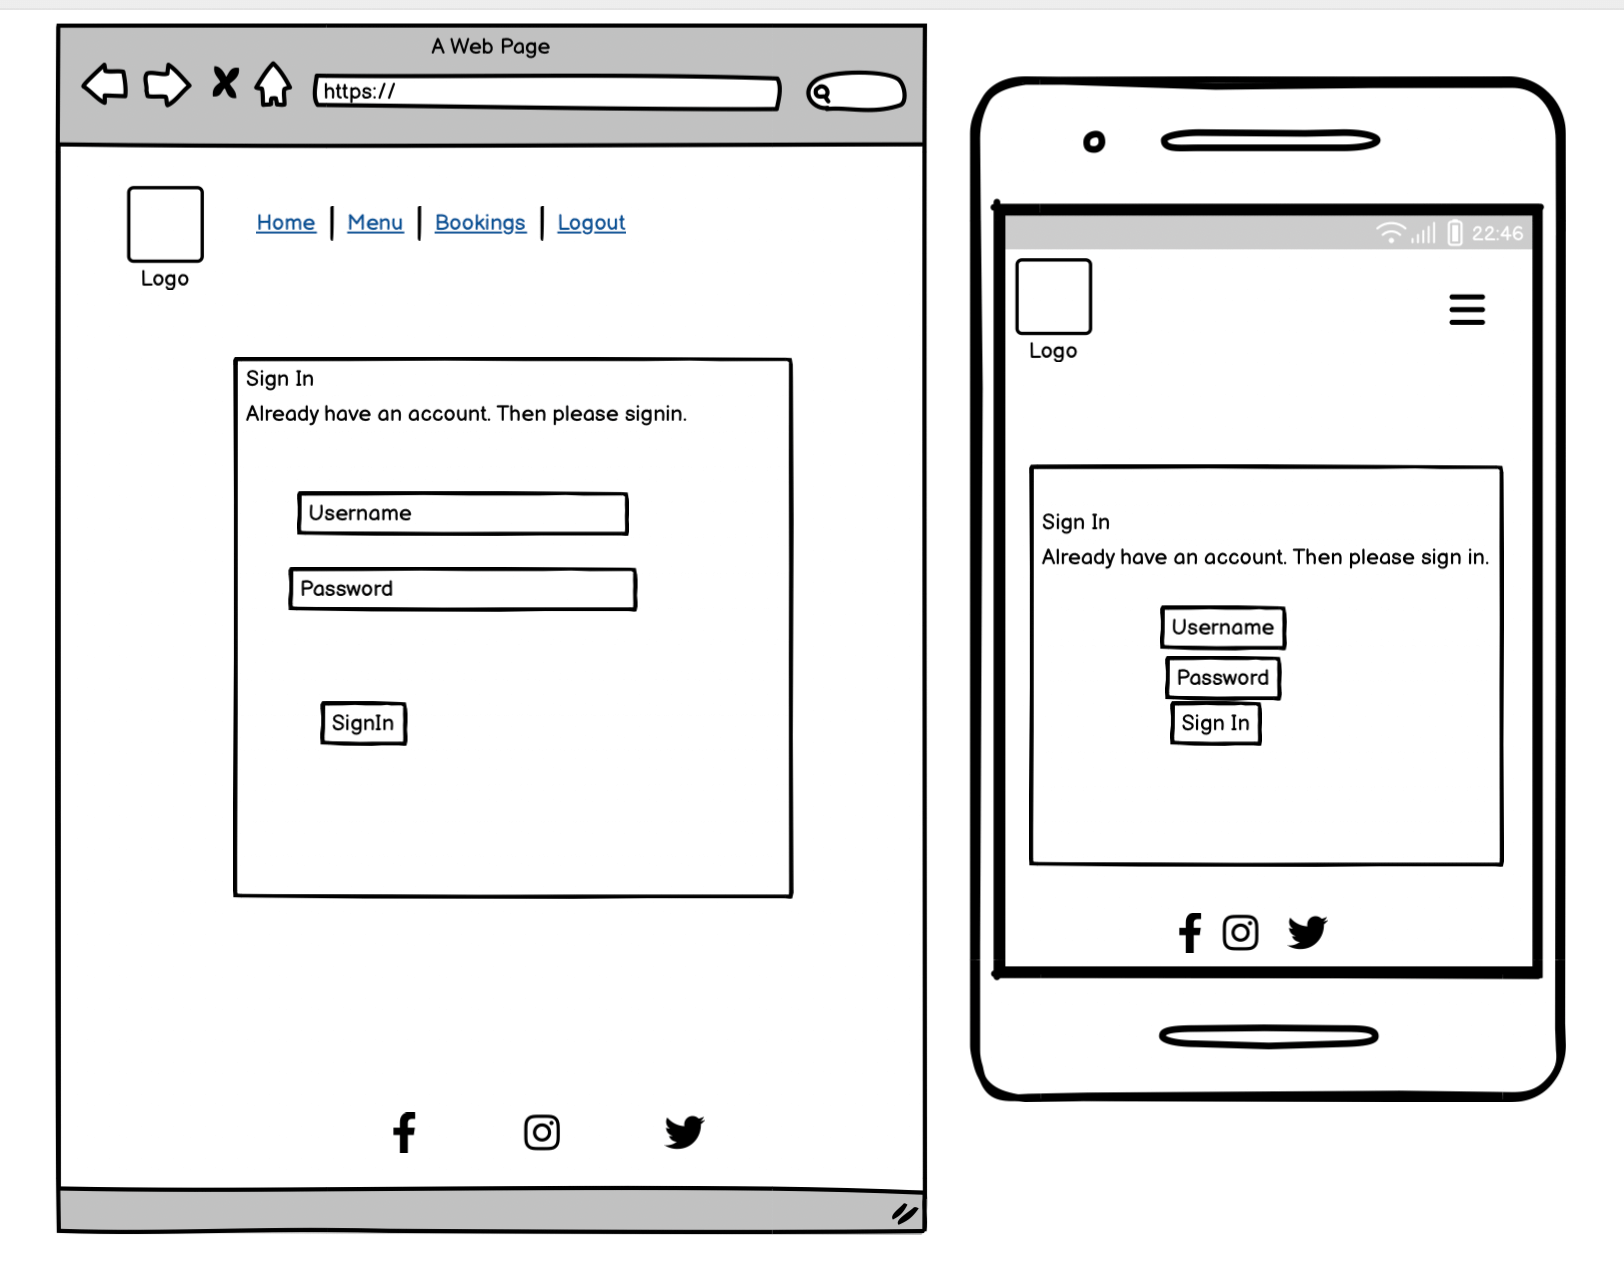 A Web Page
https://
Home | Menu | Bookings | Logout
Logo
Sign In
Already have an account. Then please signin.
Username
Password
SignIn
22:46
Logo
Sign In
Already have an account. Then please sign in.
Username
Password
Sign In